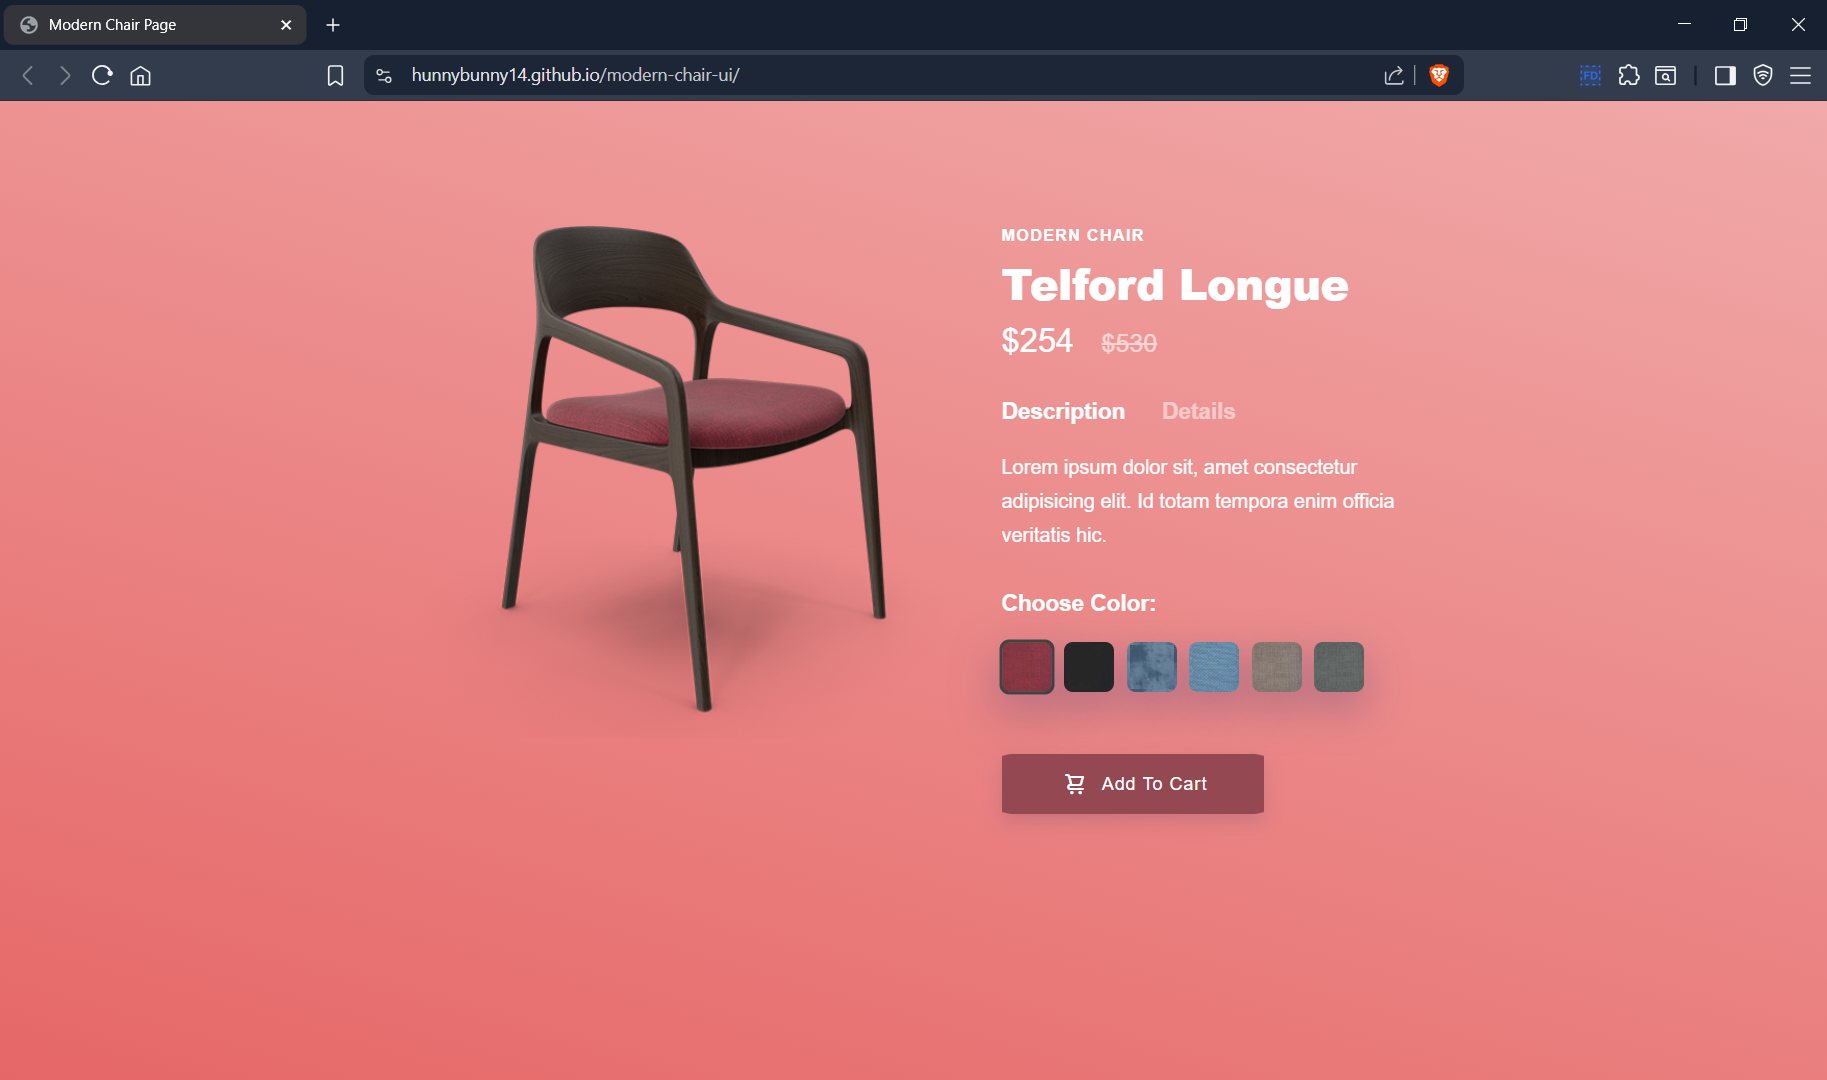 Modern Chair Page
hunnybunny14.github.io/modern-chair-ui/
FD
MODERN CHAIR
Telford Longue
$254 $530
Description Details
Lorem ipsum dolor sit, amet consectetur
adipisicing elit. Id totam tempora enim officia
veritatis hic.
Choose Color:
Add To Cart